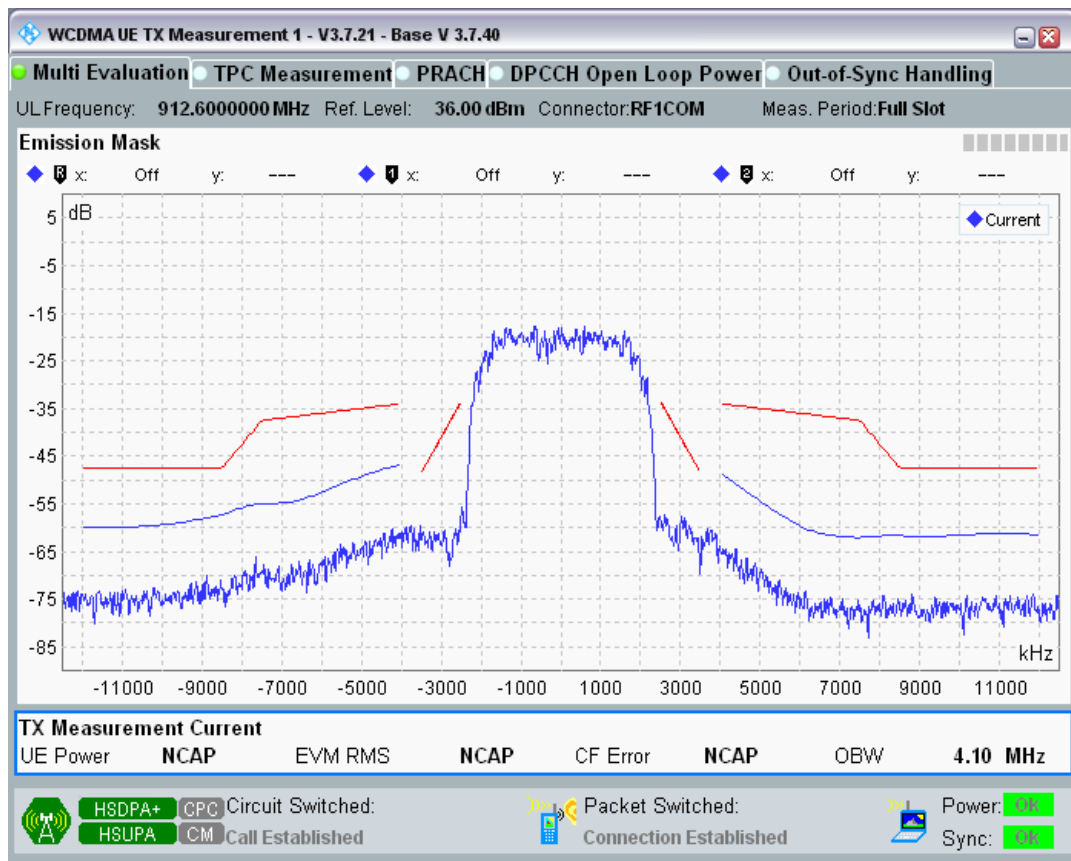 WCDMA UE TX Measurement 1 - V3.7.21 - Base V 3.7.40
Multi Evaluation TPC Measurement PRACH DPCCH Open Loop Power Out-of-Sync Handling
UL Frequency: 912.6000000 MHz Ref. Level: 36.00 dBm Connector: RF1COM Meas. Period: Full Slot
Emission Mask
R x: Off y: --- 1 x: Off y: --- 2 x: Off y: ---
dB
Current
5
-5
-15
-25
-35
-45
-55
-65
-75
-85
kHz
-11000 -9000 -7000 -5000 -3000 -1000 1000 3000 5000 7000 9000 11000
TX Measurement Current
UE Power NCAP EVM RMS NCAP CF Error NCAP OBW 4.10 MHz
HSDPA+ CPC Circuit Switched: Packet Switched: Power: OK
HSUPA CM Call Established Connection Established Sync: OK